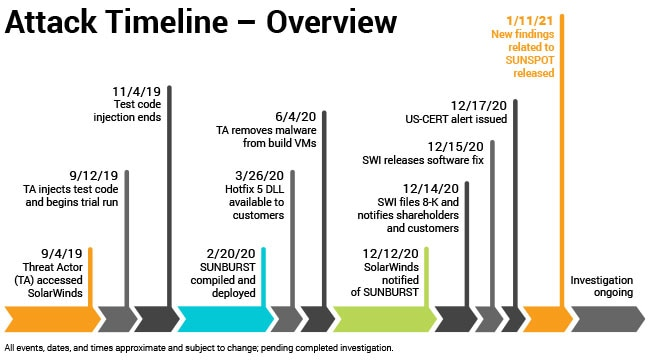 Attack Timeline – Overview
9/4/19
Threat Actor
(TA) accessed
SolarWinds
9/12/19
TA injects test code
and begins trial run
11/4/19
Test code
injection ends
2/20/20
SUNBURST
compiled and
deployed
3/26/20
Hotfix 5 DLL
available to
customers
6/4/20
TA removes malware
from build VMs
12/12/20
SolarWinds
notified
of SUNBURST
12/14/20
SWI files 8-K and
notifies shareholders
and customers
12/15/20
SWI releases software fix
12/17/20
US-CERT alert issued
1/11/21
New findings
related to
SUNSPOT
released
Investigation
ongoing
All events, dates, and times approximate and subject to change; pending completed investigation.